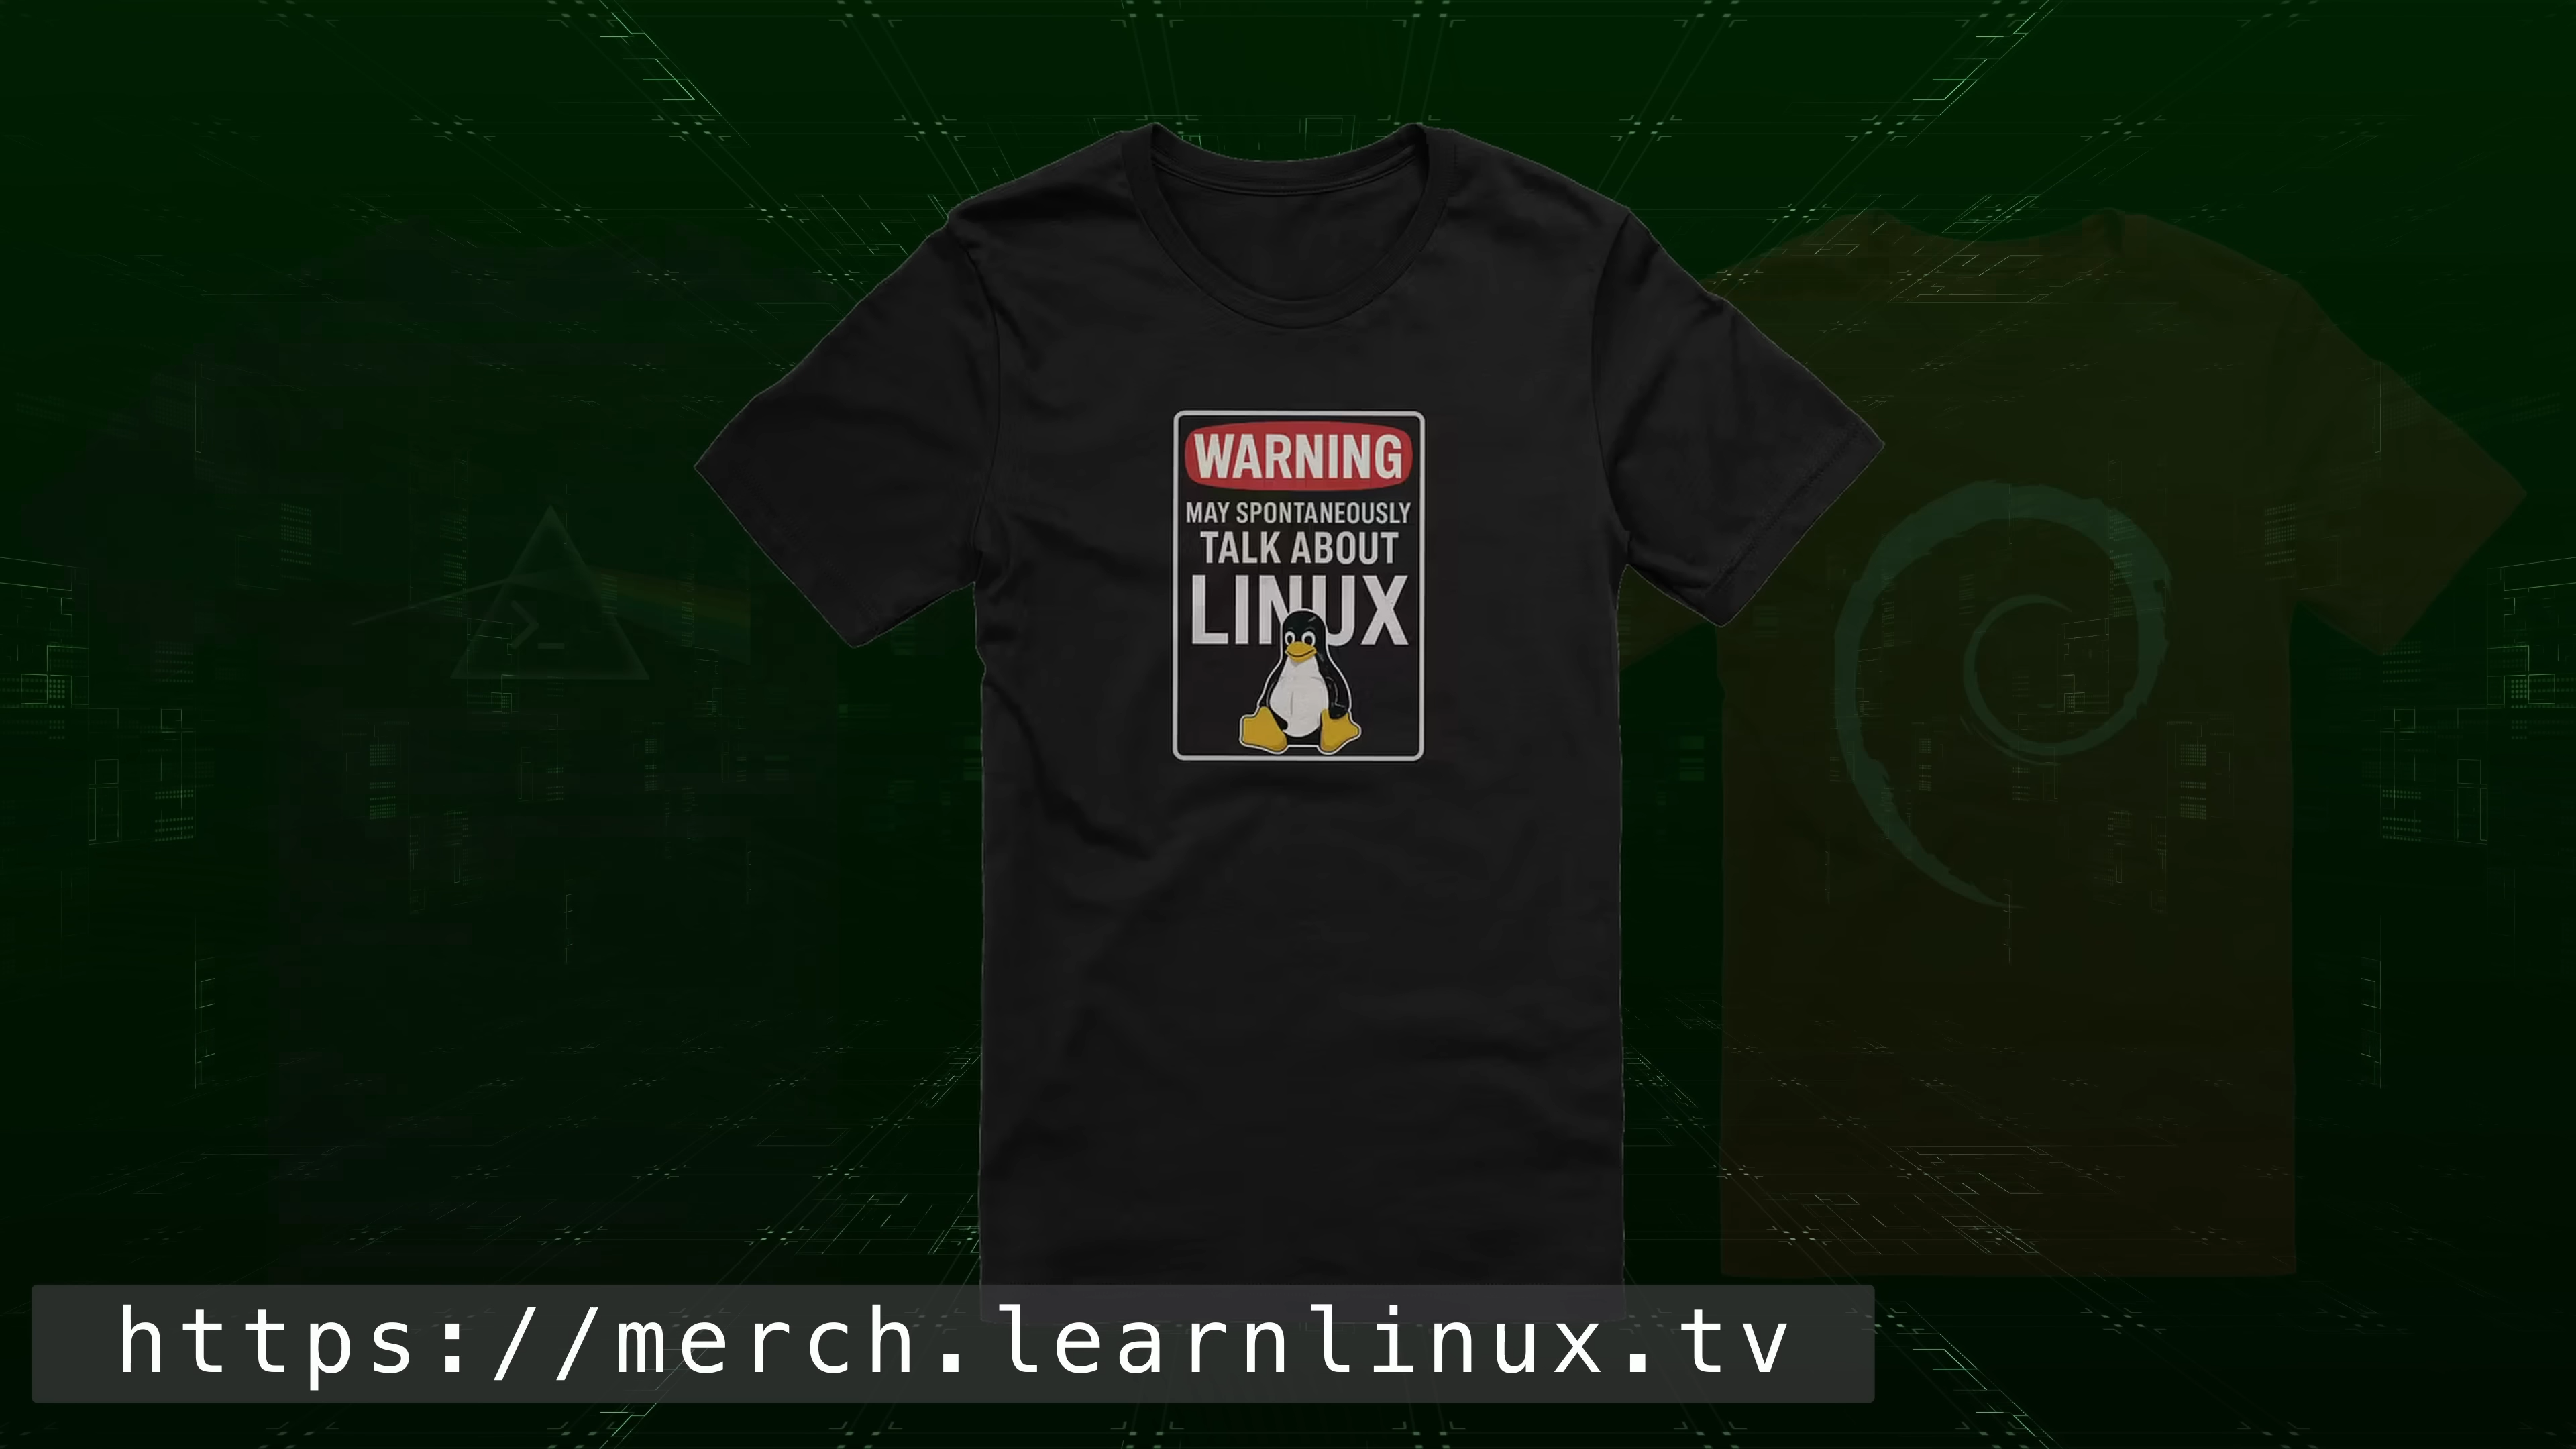 WARNING
MAY SPONTANEOUSLY
TALK ABOUT
LINUX
>_
https://merch.learnlinux.tv